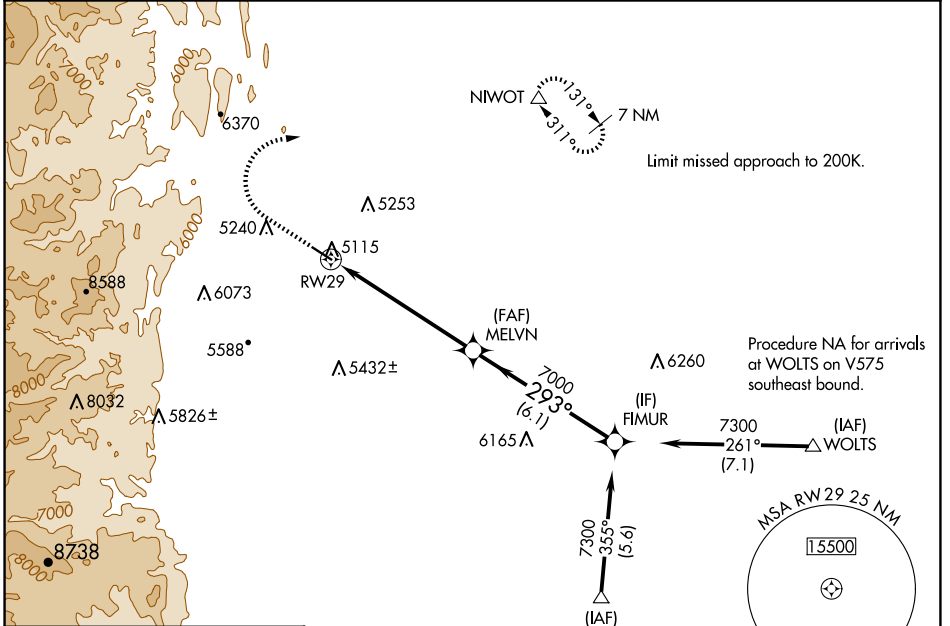 7000
6000
6370
NIWOT
131°
311°
7 NM
Limit missed approach to 200K.
5253
5240
6000
5115
RW29
8588
6073
(FAF)
MELVN
5588
5432±
6260
Procedure NA for arrivals
at WOLTS on V575
southeast bound.
8000
8032
5826±
7000
293°
(6.1)
(IF)
FIMUR
6165
7300
261°
(7.1)
(IAF)
WOLTS
7000
8738
8000
7300
355°
(5.6)
(IAF)
MSA RW29 25 NM
15500